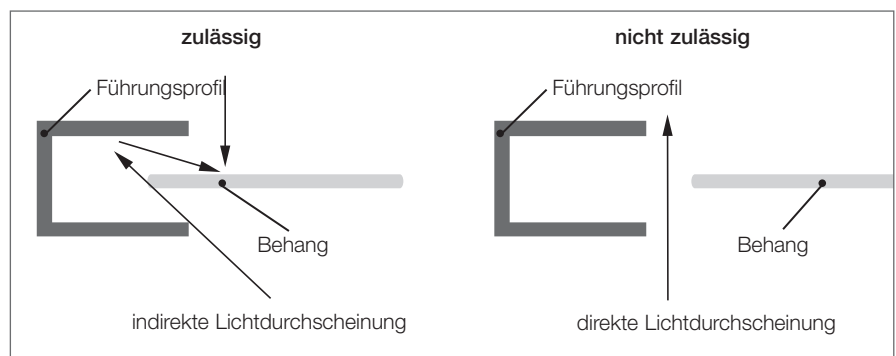 zulässig
Führungsprofil
Behang
indirekte Lichtdurchscheinung
nicht zulässig
Führungsprofil
Behang
direkte Lichtdurchscheinung